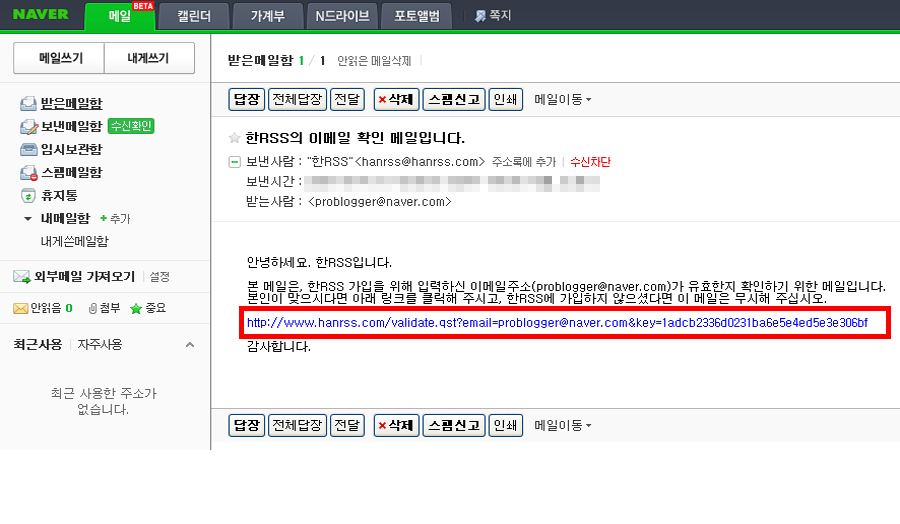 NAVER 메일 BETA 캘린더 가계부 N드라이브 포토앨범 쪽지
메일쓰기 내게쓰기
받은메일함
보낸메일함 수신확인
임시보관함
스팸메일함
휴지통
내메일함 + 추가
내게쓴메일함
외부메일 가져오기 설정
안읽음 0 첨부 중요
최근사용 자주사용
최근 사용한 주소가
없습니다.
받은메일함 1 / 1 안읽은 메일삭제
답장 전체답장 전달 ×삭제 스팸신고 인쇄 메일이동
한RSS의 이메일 확인 메일입니다.
보낸사람 : "한RSS"<hanrss@hanrss.com> 주소록에 추가 수신차단
보낸시간 :
받는사람 : <problogger@naver.com>
안녕하세요. 한RSS입니다.
본 메일은, 한RSS 가입을 위해 입력하신 이메일주소(problogger@naver.com)가 유효한지 확인하기 위한 메일입니다.
본인이 맞으시다면 아래 링크를 클릭해 주시고, 한RSS에 가입하지 않으셨다면 이 메일은 무시해 주십시오.
http://www.hanrss.com/validate.qst?email=problogger@naver.com&key=1adcb2336d0231ba6e5e4ed5e3e306bf
감사합니다.
답장 전체답장 전달 ×삭제 스팸신고 인쇄 메일이동